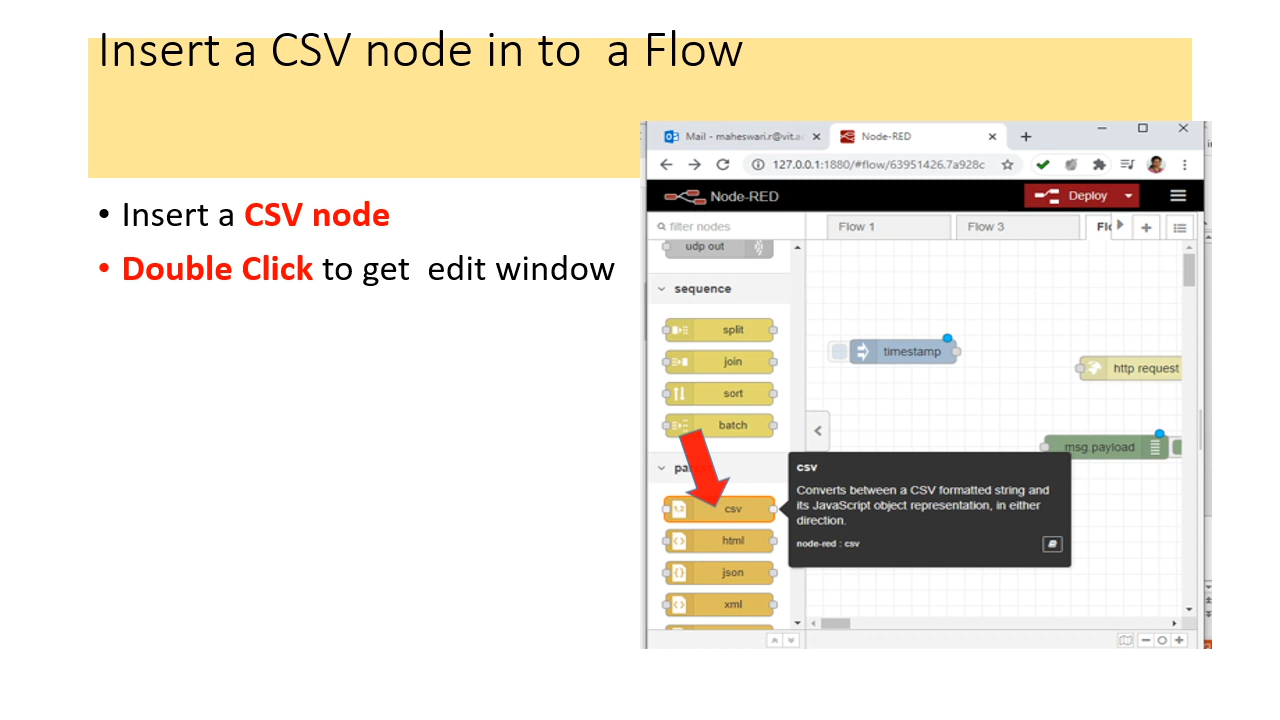 Insert a CSV node in to  a Flow
• Insert a CSV node
• Double Click to get  edit window
Mail - maheswari.r@vit.ac
Node-RED
127.0.0.1:1880/#flow/63951426.7a928c
Node-RED
Deploy
filter nodes
Flow 1
Flow 3
Flo
udp out
sequence
split
join
sort
batch
timestamp
http request
msg.payload
csv
Converts between a CSV formatted string and
its JavaScript object representation, in either
direction.
node-red : csv
csv
html
json
xml